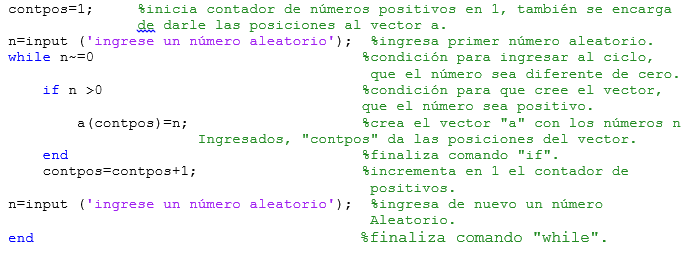 contpos=1; %inicia contador de números positivos en 1, también se encarga
de darle las posiciones al vector a.
n=input ('ingrese un número aleatorio'); %ingresa primer número aleatorio.
while n~=0 %condición para ingresar al ciclo,
que el número sea diferente de cero.
if n >0 %condición para que cree el vector,
que el número sea positivo.
a(contpos)=n; %crea el vector "a" con los números n
Ingresados, "contpos" da las posiciones del vector.
end %finaliza comando "if".
contpos=contpos+1; %incrementa en 1 el contador de
positivos.
n=input ('ingrese un número aleatorio'); %ingresa de nuevo un número
Aleatorio.
end %finaliza comando "while".